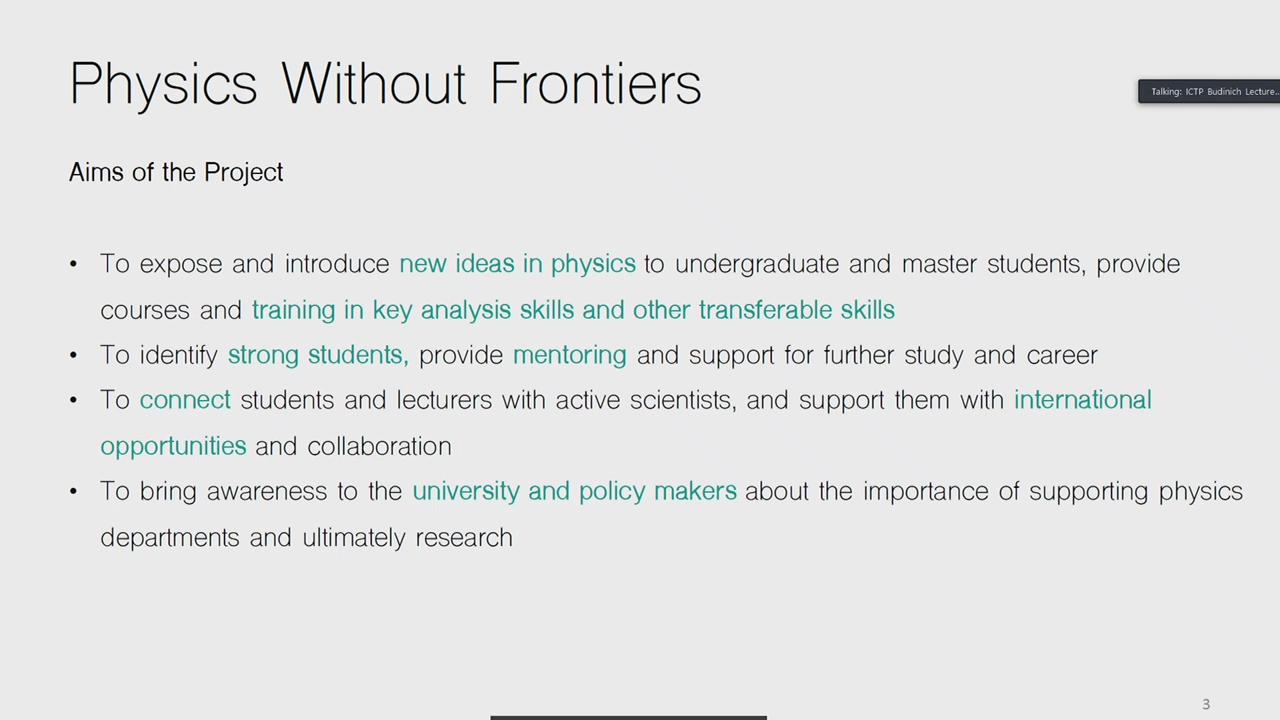 Physics Without Frontiers
Talking: ICTP Budinich Lecture...
Aims of the Project
• To expose and introduce new ideas in physics to undergraduate and master students, provide
courses and training in key analysis skills and other transferable skills
• To identify strong students, provide mentoring and support for further study and career
• To connect students and lecturers with active scientists, and support them with international
opportunities and collaboration
• To bring awareness to the university and policy makers about the importance of supporting physics
departments and ultimately research
3